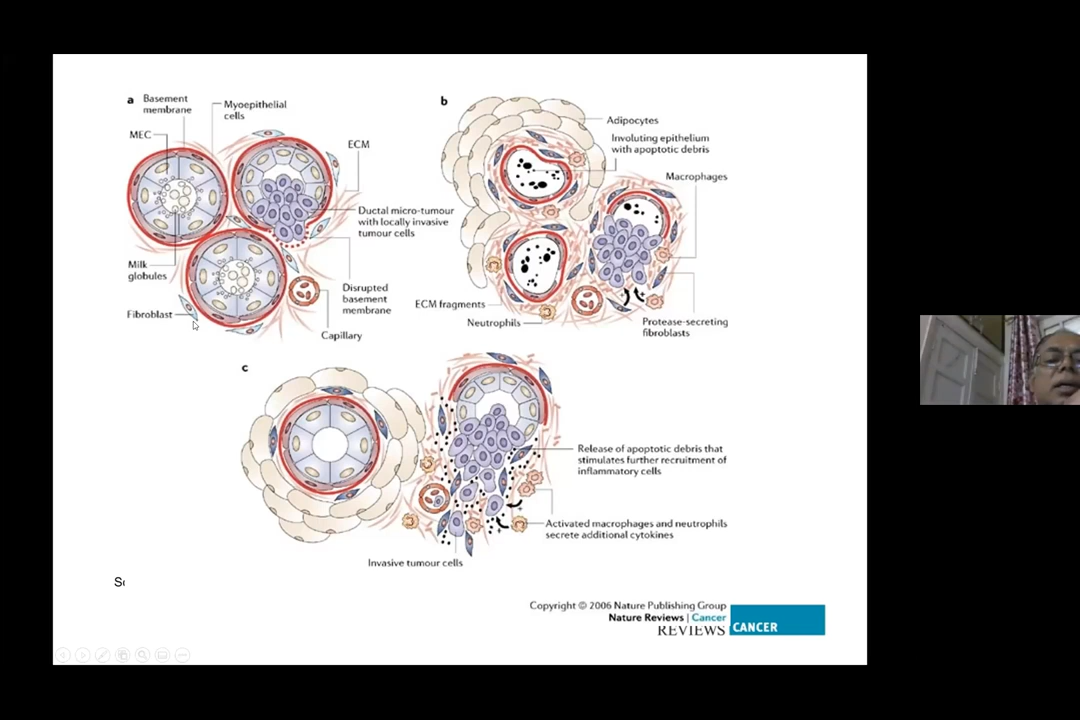 a
Basement
membrane
Myoepithelial
cells
MEC
ECM
Ductal micro-tumour
with locally invasive
tumour cells
Milk
globules
Disrupted
basement
membrane
Fibroblast
Capillary
b
Adipocytes
Involuting epithelium
with apoptotic debris
Macrophages
ECM fragments
Neutrophils
Protease-secreting
fibroblasts
c
Release of apoptotic debris that
stimulates further recruitment of
inflammatory cells
Activated macrophages and neutrophils
secrete additional cytokines
Invasive tumour cells
Copyright © 2006 Nature Publishing Group
Nature Reviews | Cancer
REVIEWS CANCER